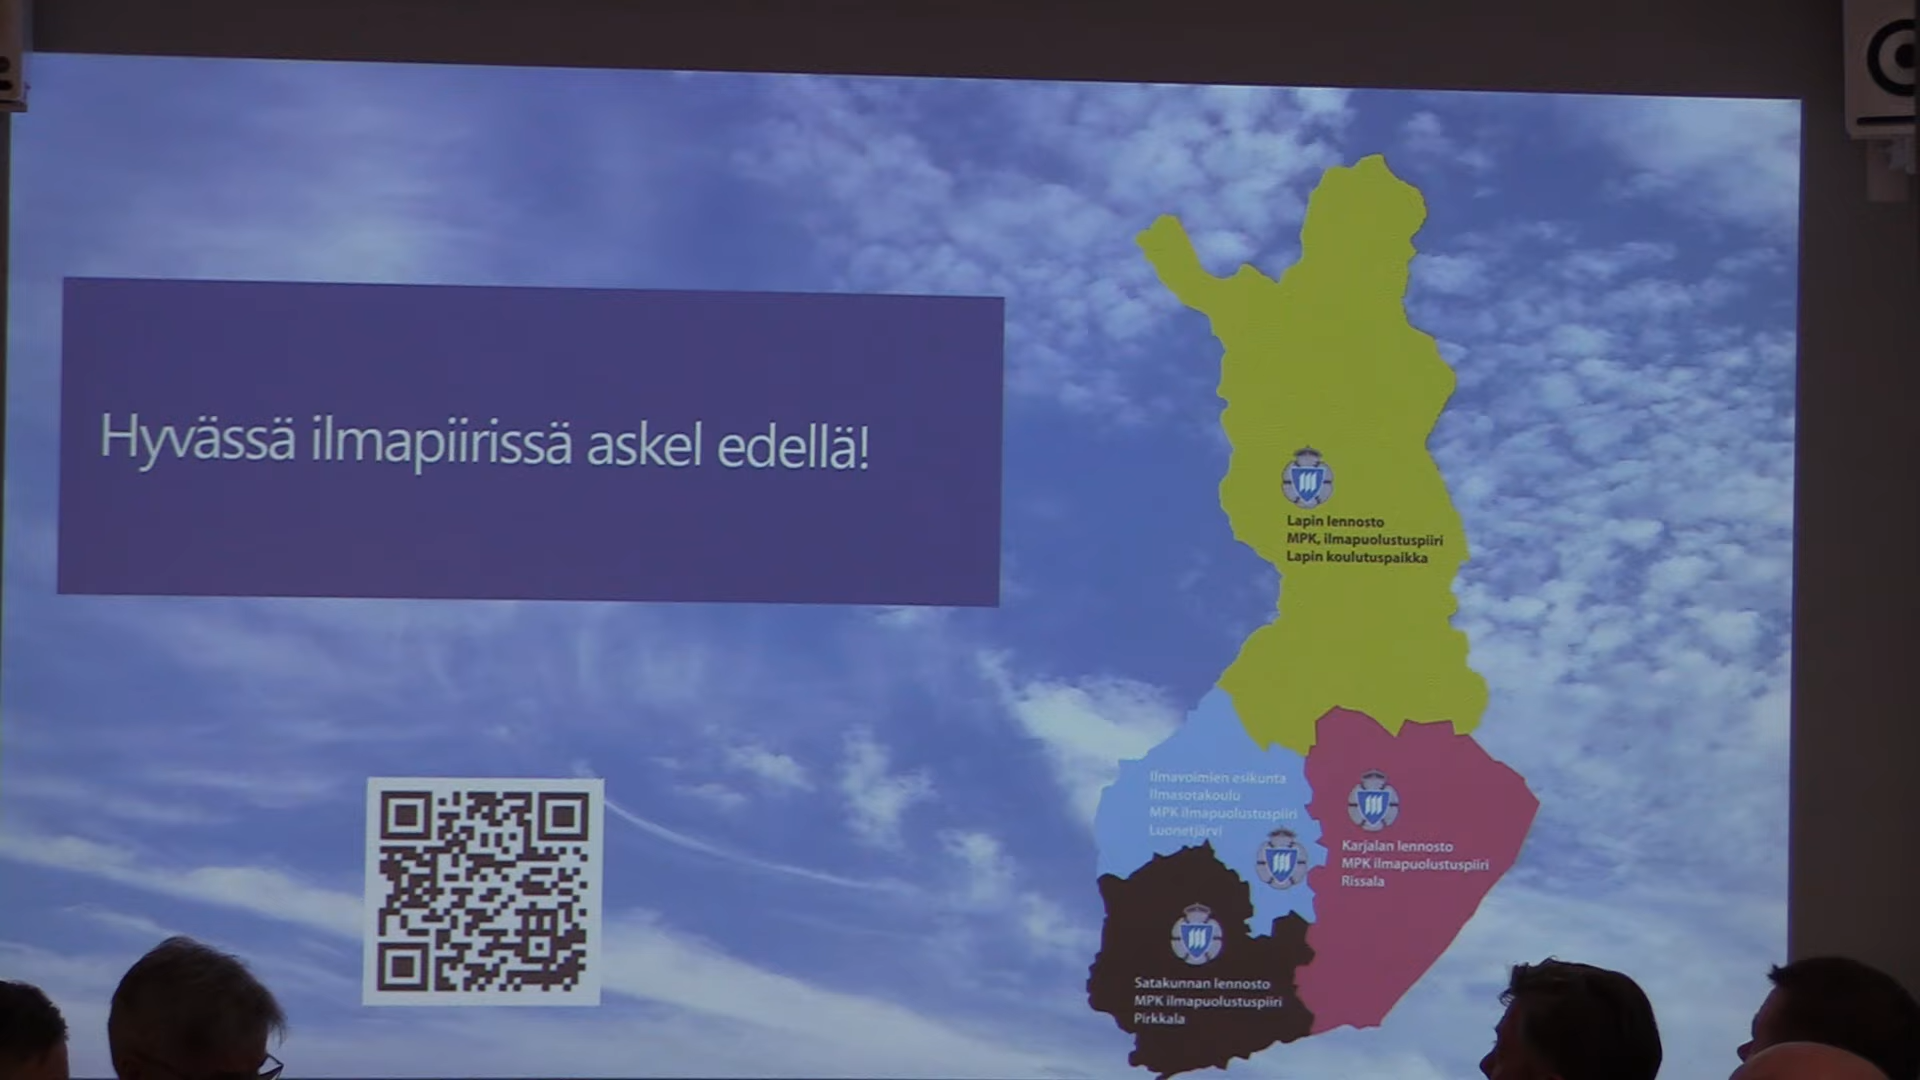 Hyvässä ilmapiirissä askel edellä!
Lapin lennosto
MPK, ilmapuolustuspiiri
Lapin koulutuspaikka
Ilmavoimien esikunta
Ilmasotakoulu
MPK ilmapuolustuspiiri
Luonetjärvi
Karjalan lennosto
MPK ilmapuolustuspiiri
Rissala
Satakunnan lennosto
MPK ilmapuolustuspiiri
Pirkkala